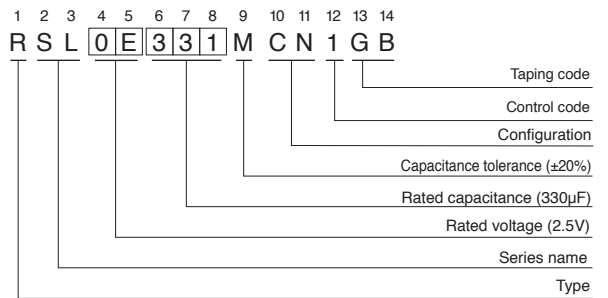 1 2 3 4 5 6 7 8 9 10 11 12 13 14
R S L 0 E 3 3 1 M C N 1 G B
Taping code
Control code
Configuration
Capacitance tolerance (±20%)
Rated capacitance (330µF)
Rated voltage (2.5V)
Series name
Type